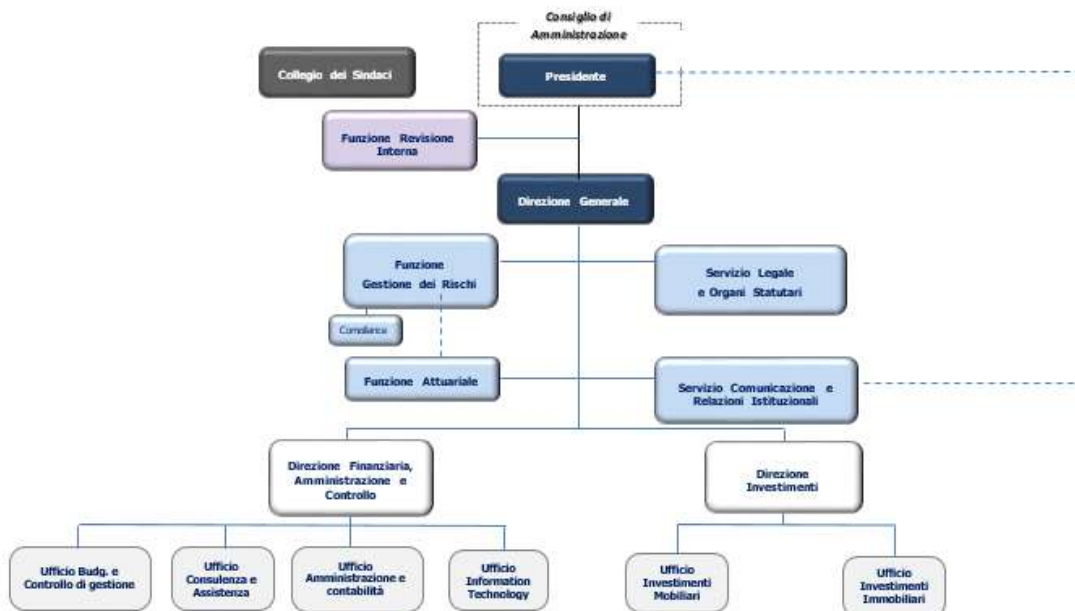 Consiglio di
Amministrazione
Collegio dei Sindaci
Presidente
Funzione Revisione
Interna
Direzione Generale
Funzione
Gestione dei Rischi
Servizio Legale
e Organi Statutari
Compliance
Funzione Attuariale
Servizio Comunicazione e
Relazioni Istituzionali
Direzione Finanziaria,
Amministrazione e
Controllo
Direzione
Investimenti
Ufficio Budg. e
Controllo di gestione
Ufficio
Consulenza e
Assistenza
Ufficio
Amministrazione e
contabilità
Ufficio
Information
Technology
Ufficio
Investimenti
Mobiliari
Ufficio
Investimenti
Immobiliari